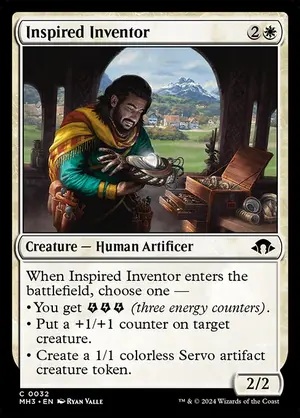 Inspired Inventor 2
Creature — Human Artificer
When Inspired Inventor enters the
battlefield, choose one —
• You get (three energy counters).
• Put a +1/+1 counter on target
creature.
• Create a 1/1 colorless Servo artifact
creature token.
2/2
C 0032
MH3 • EN Ryan Valle
™ & © 2024 Wizards of the Coast